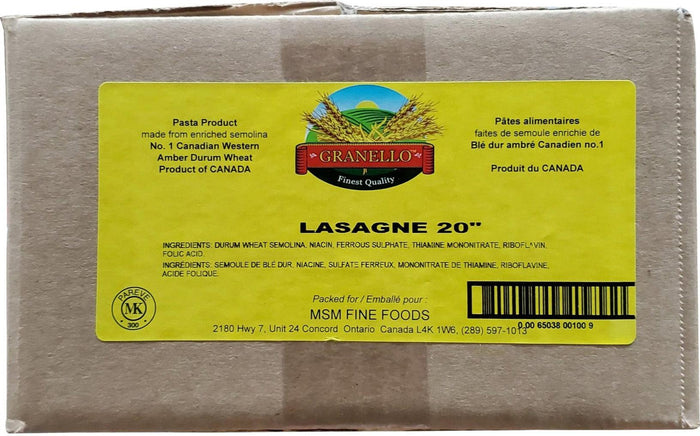 Pasta Product
made from enriched semolina
No. 1 Canadian Western
Amber Durum Wheat
Product of CANADA
GRANELLO
Finest Quality
Pâtes alimentaires
faites de semoule enrichie de
Blé dur ambré Canadien no.1
Produit du CANADA
LASAGNE 20"
INGREDIENTS: DURUM WHEAT SEMOLINA, NIACIN, FERROUS SULPHATE, THIAMINE MONONITRATE, RIBOFLAVIN,
FOLIC ACID.
INGRÉDIENTS: SEMOULE DE BLÉ DUR, NIACINE, SULFATE FERREUX, MONONITRATE DE THIAMINE, RIBOFLAVINE,
ACIDE FOLIQUE.
PAREVE
MK
300
Packed for / Emballé pour :
MSM FINE FOODS
2180 Hwy 7, Unit 24 Concord Ontario Canada L4K 1W6, (289) 597-1013
0 00 65038 00100 9